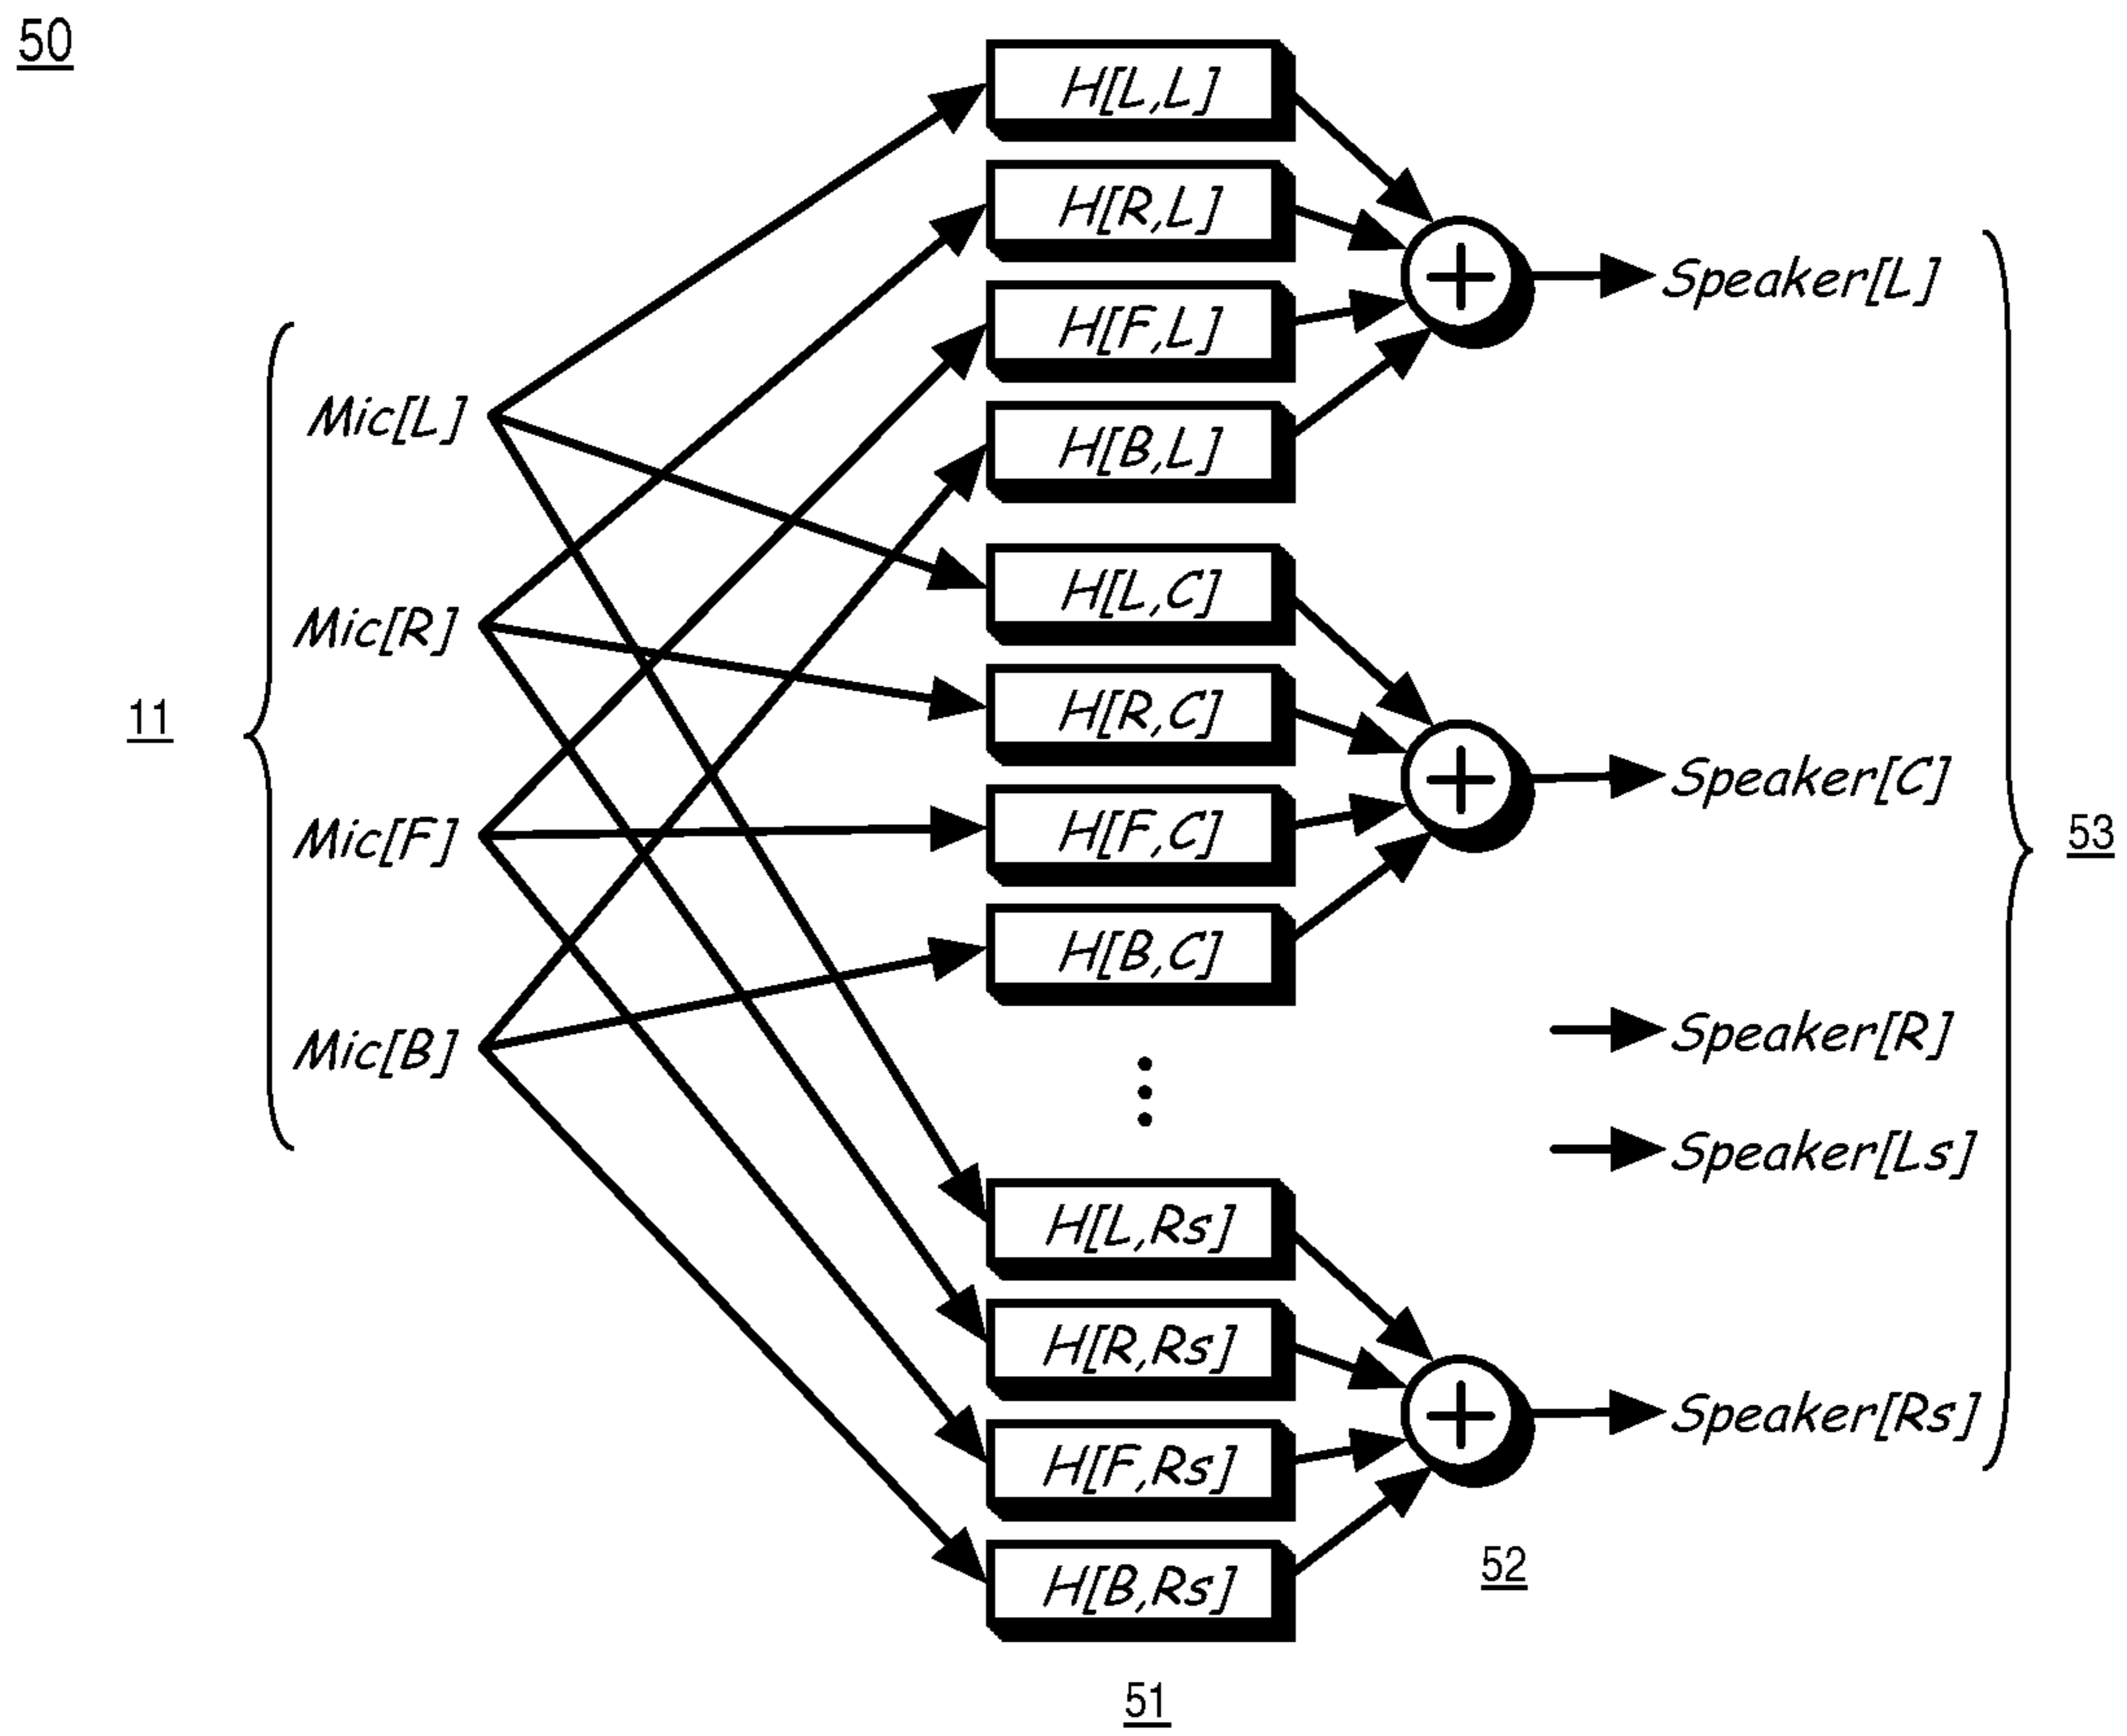 50
H[L,L]
H[R,L]
H[F,L]
H[B,L]
H[L,C]
H[R,C]
H[F,C]
H[B,C]
H[L,Rs]
H[R,Rs]
H[F,Rs]
H[B,Rs]
Mic[L]
Mic[R]
Mic[F]
Mic[B]
11
Speaker[L]
Speaker[C]
Speaker[R]
Speaker[Ls]
Speaker[Rs]
53
52
51